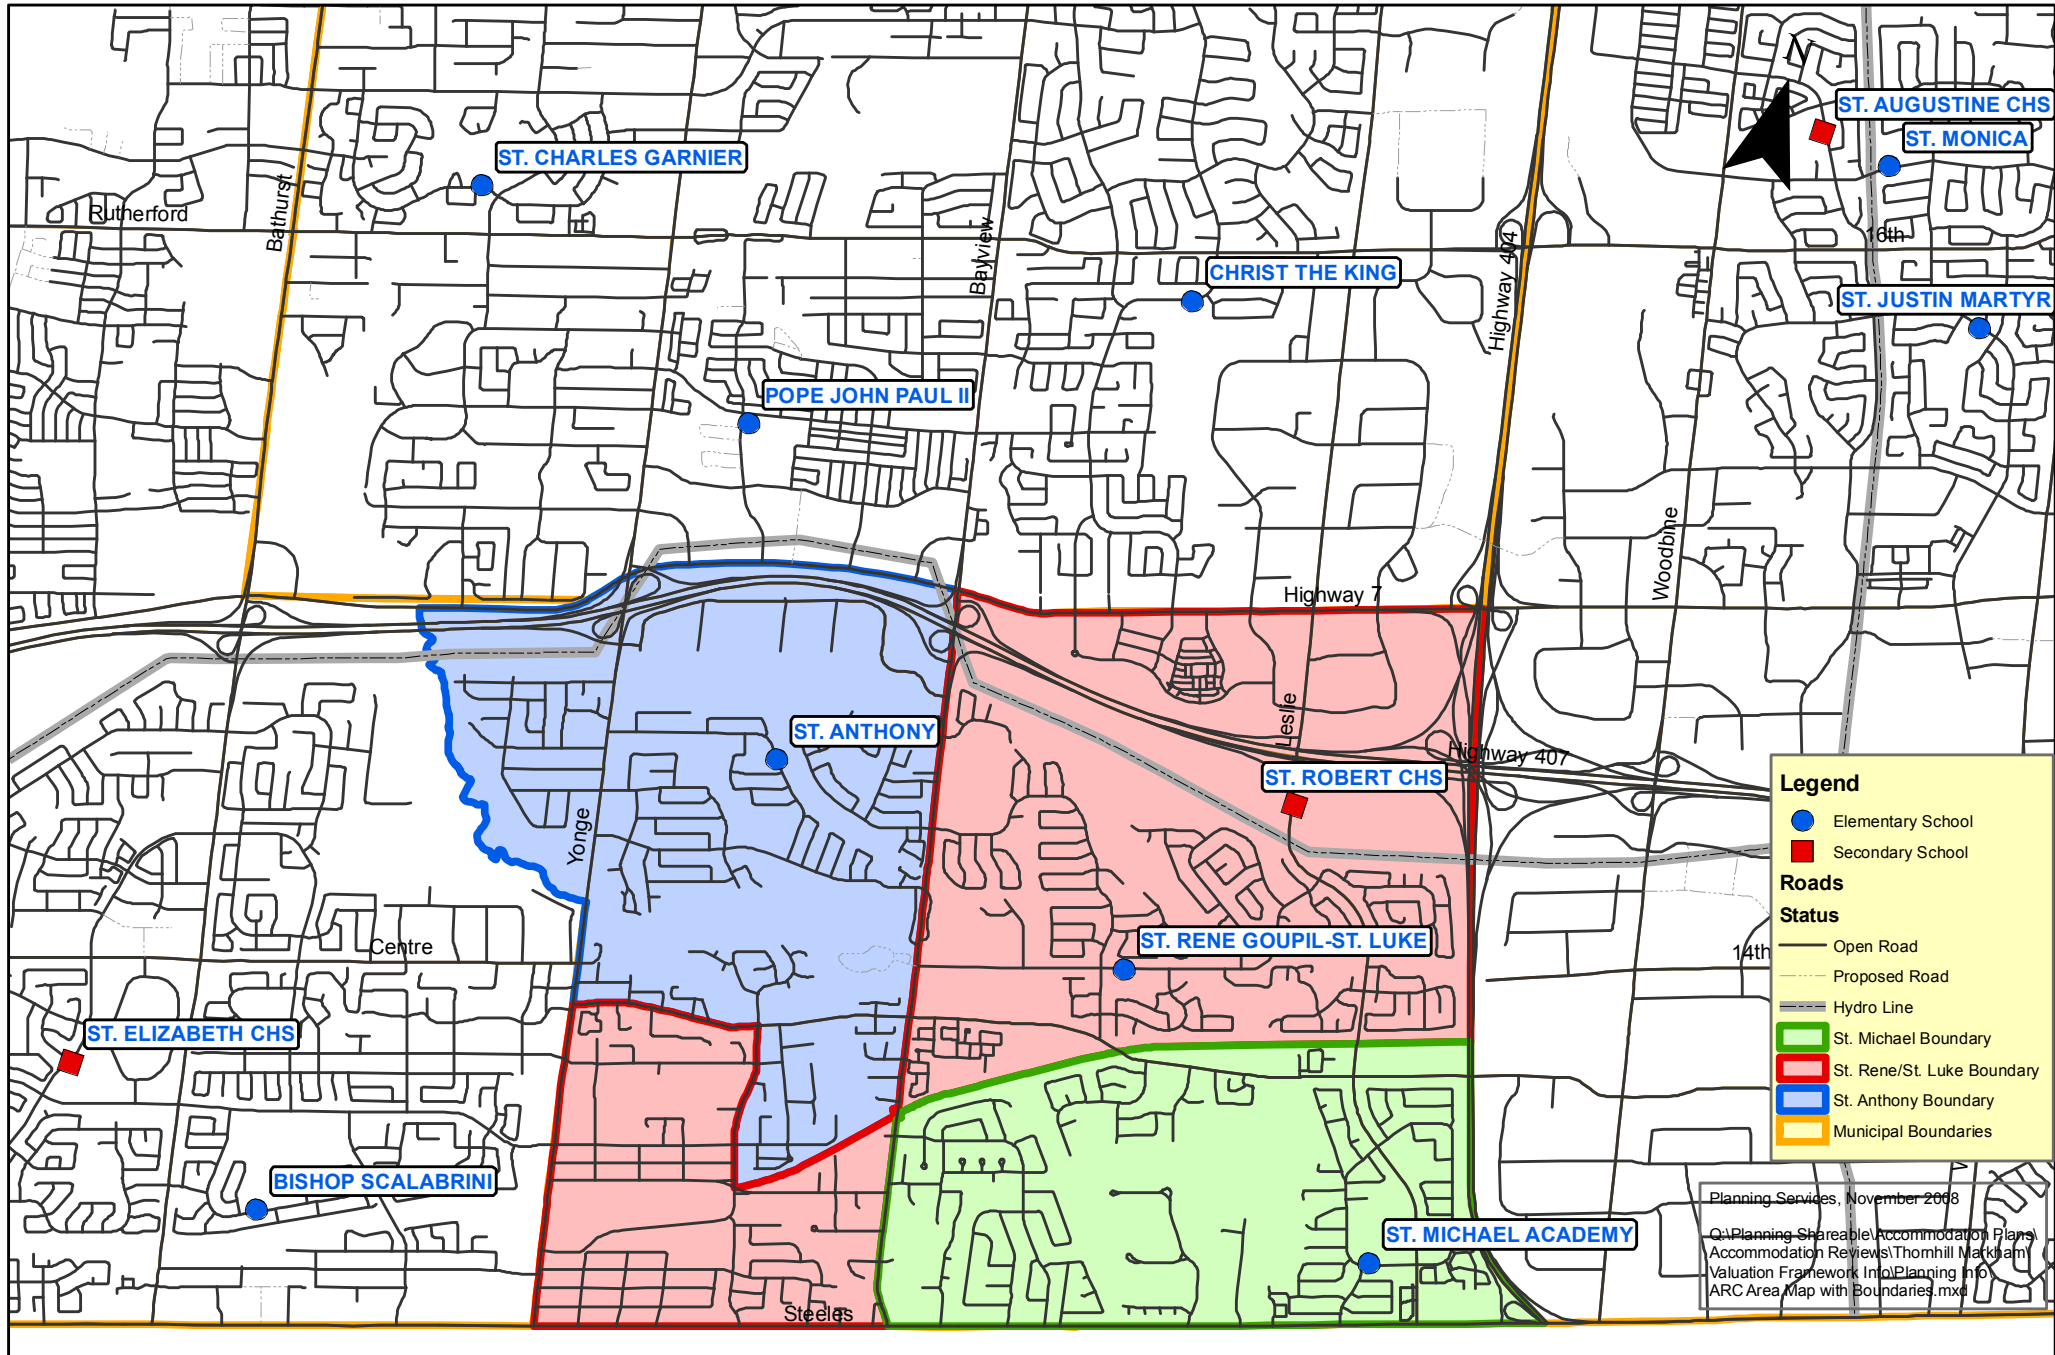 N
ST. AUGUSTINE CHS
ST. MONICA
ST. CHARLES GARNIER
Rutherford
Bathurst
Bayview
16th
Highway 404
CHRIST THE KING
ST. JUSTIN MARTYR
POPE JOHN PAUL II
Woodbine
Highway 7
Leslie
ST. ANTHONY
Highway 407
ST. ROBERT CHS
Yonge
Centre
ST. RENE GOUPIL-ST. LUKE
14th
ST. ELIZABETH CHS
BISHOP SCALABRINI
ST. MICHAEL ACADEMY
Steeles
Legend
Elementary School
Secondary School
Roads
Status
Open Road
Proposed Road
Hydro Line
St. Michael Boundary
St. Rene/St. Luke Boundary
St. Anthony Boundary
Municipal Boundaries
Planning Services, November 2008
Q:\Planning Shareable\Accommodation Plans\
Accommodation Reviews\Thornhill Markham\
Valuation Framework Info\Planning Info\
ARC Area Map with Boundaries.mxd